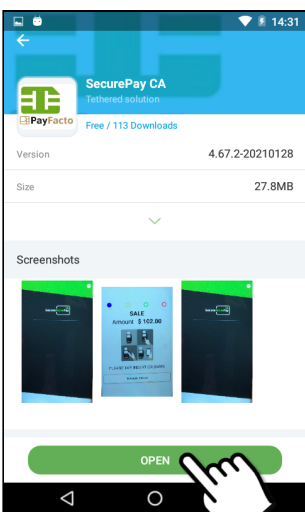 14:31
SecurePay CA
Tethered solution
PayFacto
Free / 113 Downloads
Version 4.67.2-20210128
Size 27.8MB
Screenshots
SALE
Amount $ 102.00
OPEN